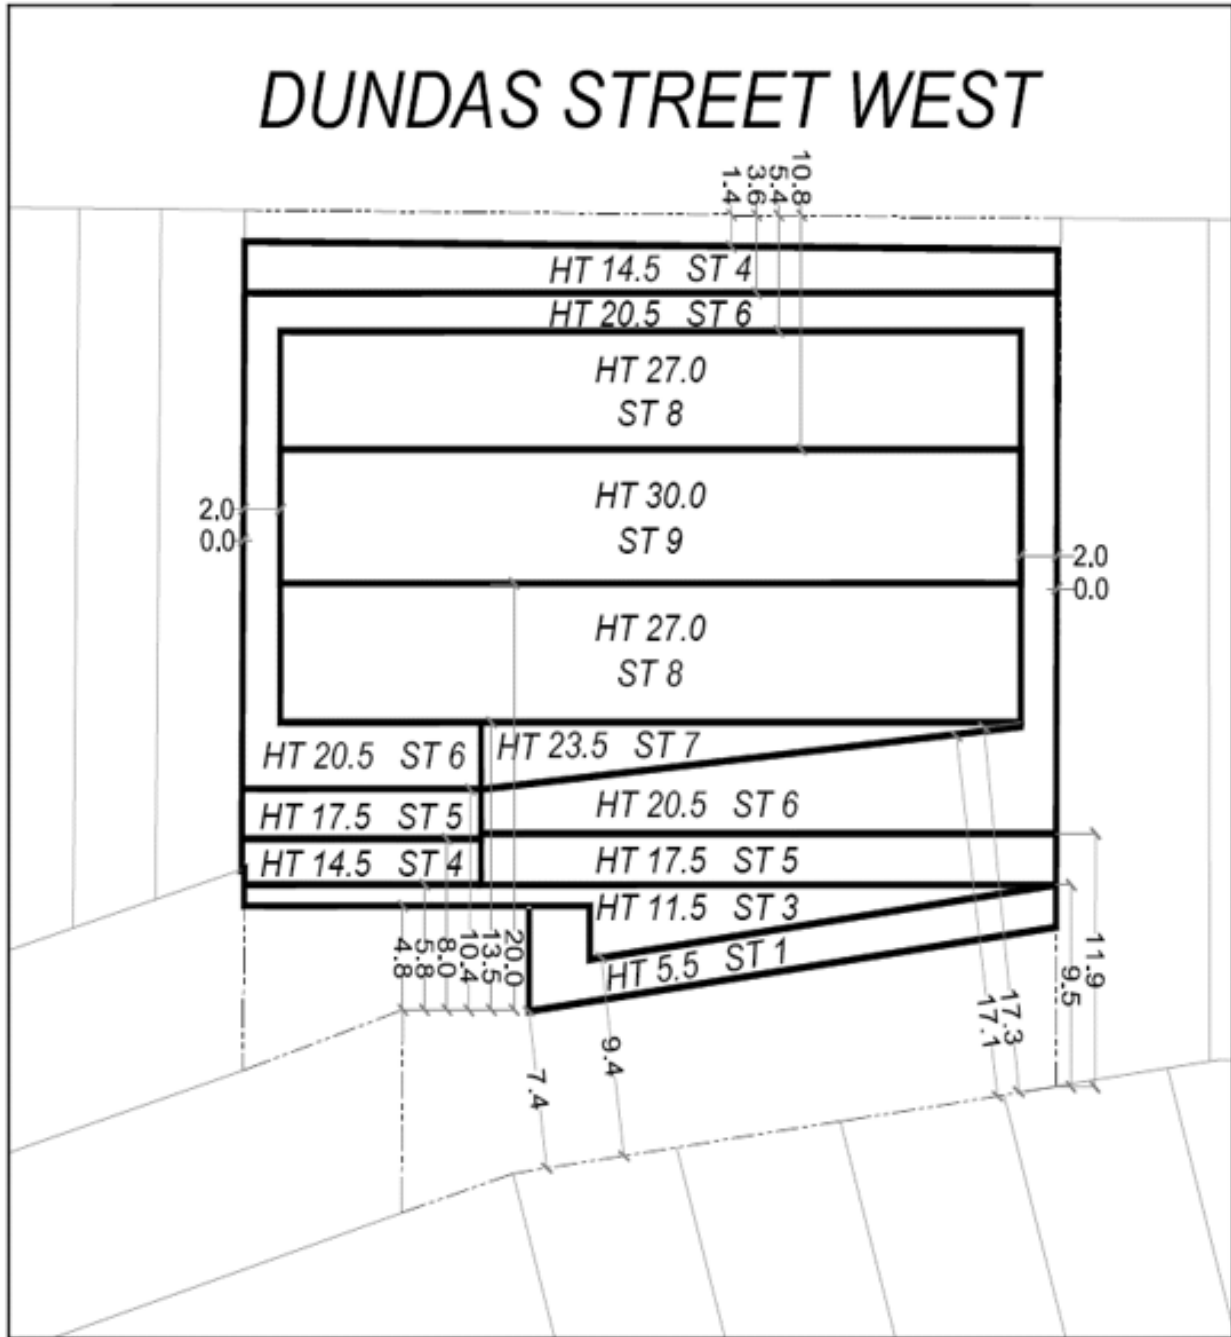 DUNDAS STREET WEST
1.4
3.6
5.4
10.8
HT 14.5 ST 4
HT 20.5 ST 6
HT 27.0
ST 8
HT 30.0
ST 9
2.0
0.0
2.0
0.0
HT 27.0
ST 8
HT 20.5 ST 6
HT 23.5 ST 7
HT 17.5 ST 5
HT 20.5 ST 6
HT 14.5 ST 4
HT 17.5 ST 5
HT 11.5 ST 3
HT 5.5 ST 1
4.8
5.8
8.0
10.4
13.5
20.0
7.4
9.4
17.1
17.3
9.5
11.9